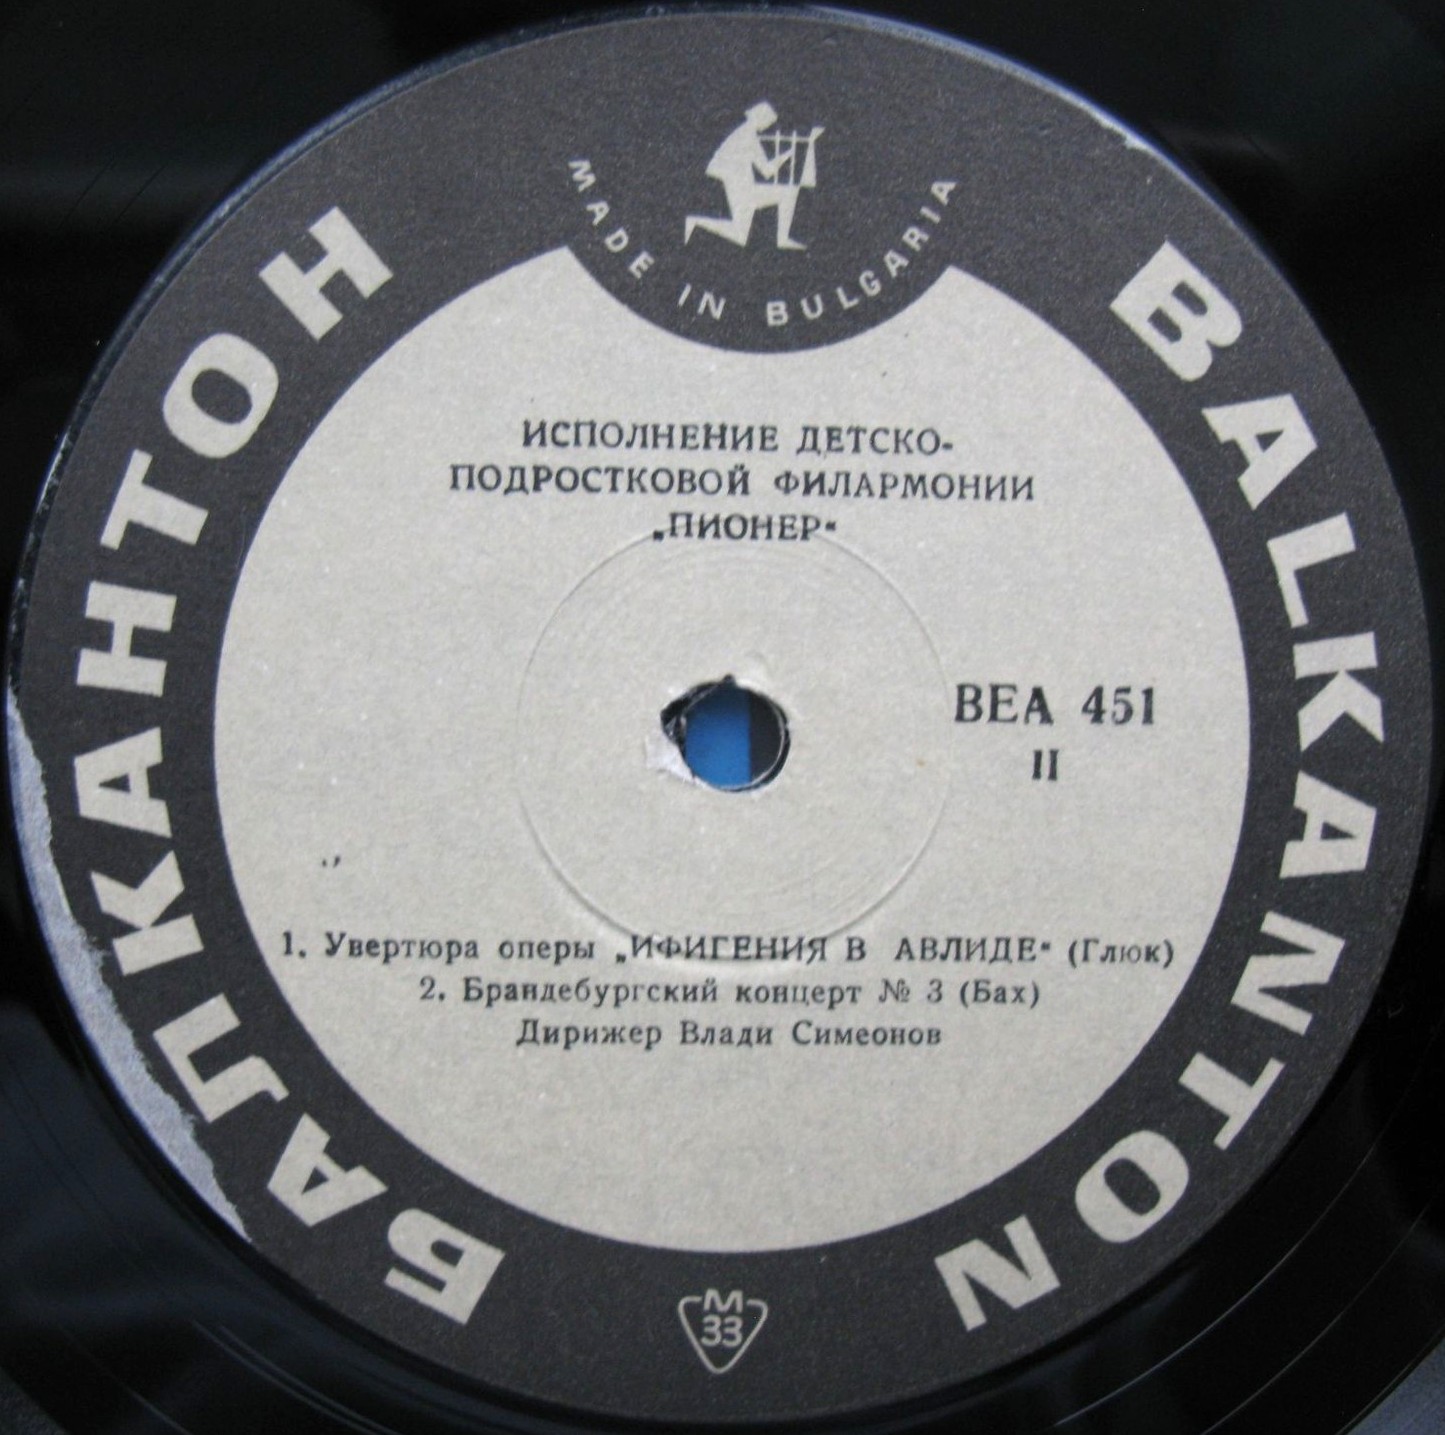 БАЛКАНТОН
BALKANTON
MADE IN BULGARIA
ИСПОЛНЕНИЕ ДЕТСКО-
ПОДРОСТКОВОЙ ФИЛАРМОНИИ
„ПИОНЕР“
ВЕА 451
II
1. Увертюра оперы „ИФИГЕНИЯ В АВЛИДЕ“ (Глюк)
2. Брандебургский концерт № 3 (Бах)
Дирижер Влади Симеонов
М
33